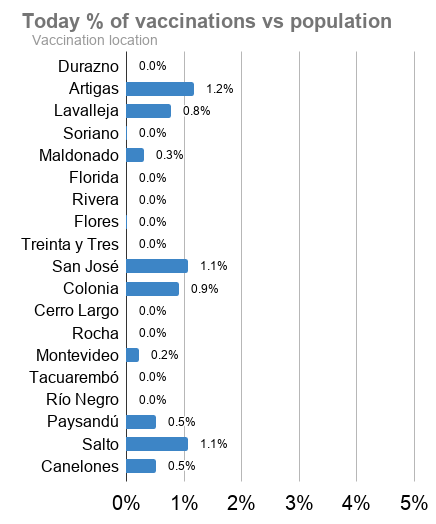 Today % of vaccinations vs population
Vaccination location
Durazno 0.0%
Artigas 1.2%
Lavalleja 0.8%
Soriano 0.0%
Maldonado 0.3%
Florida 0.0%
Rivera 0.0%
Flores 0.0%
Treinta y Tres 0.0%
San José 1.1%
Colonia 0.9%
Cerro Largo 0.0%
Rocha 0.0%
Montevideo 0.2%
Tacuarembó 0.0%
Río Negro 0.0%
Paysandú 0.5%
Salto 1.1%
Canelones 0.5%
0% 1% 2% 3% 4% 5%